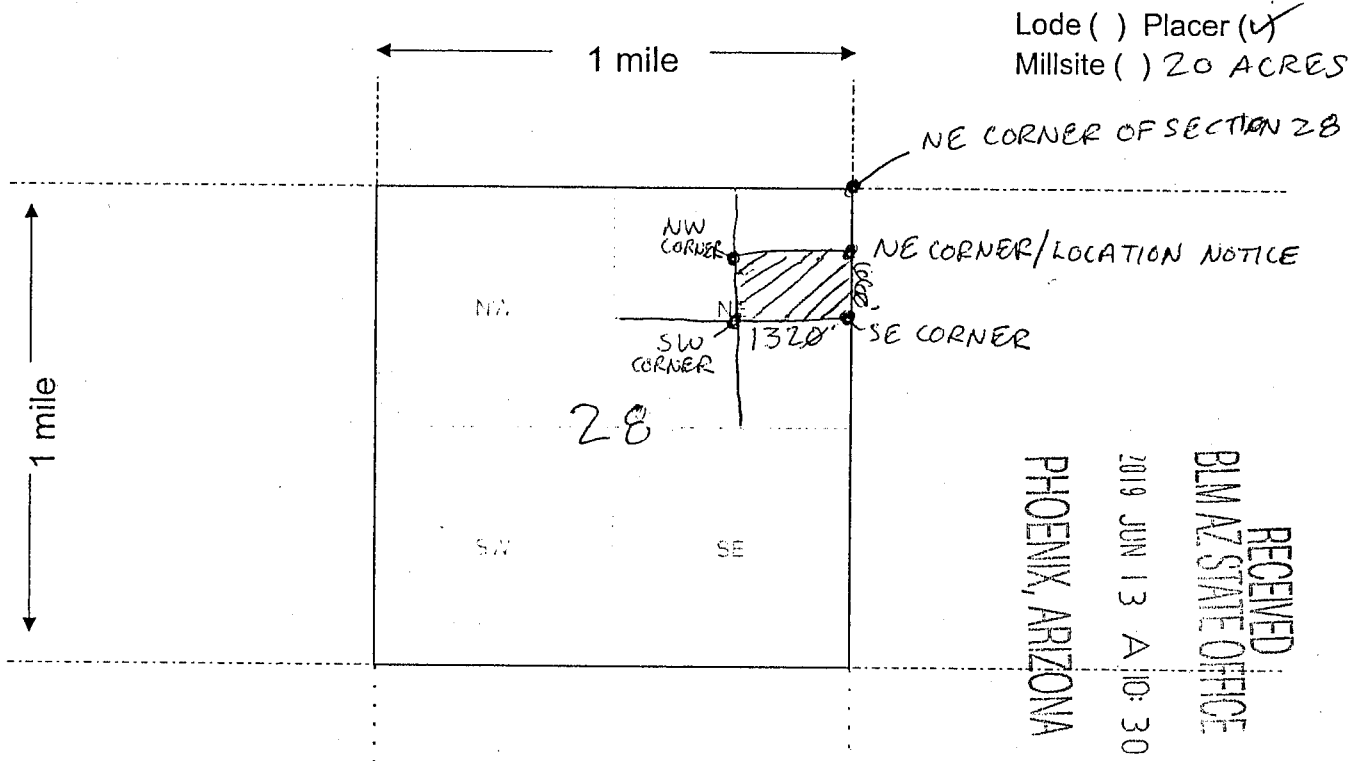 Lode ( ) Placer (✓)
Millsite ( ) 20 ACRES
1 mile
NE CORNER OF SECTION 28
NW
CORNER
NE CORNER/LOCATION NOTICE
660'
NW
NE
1320'
SE CORNER
SW
CORNER
1 mile
28
SW
SE
RECEIVED
BLM AZ STATE OFFICE
2019 JUN 13 A 10: 30
PHOENIX, ARIZONA